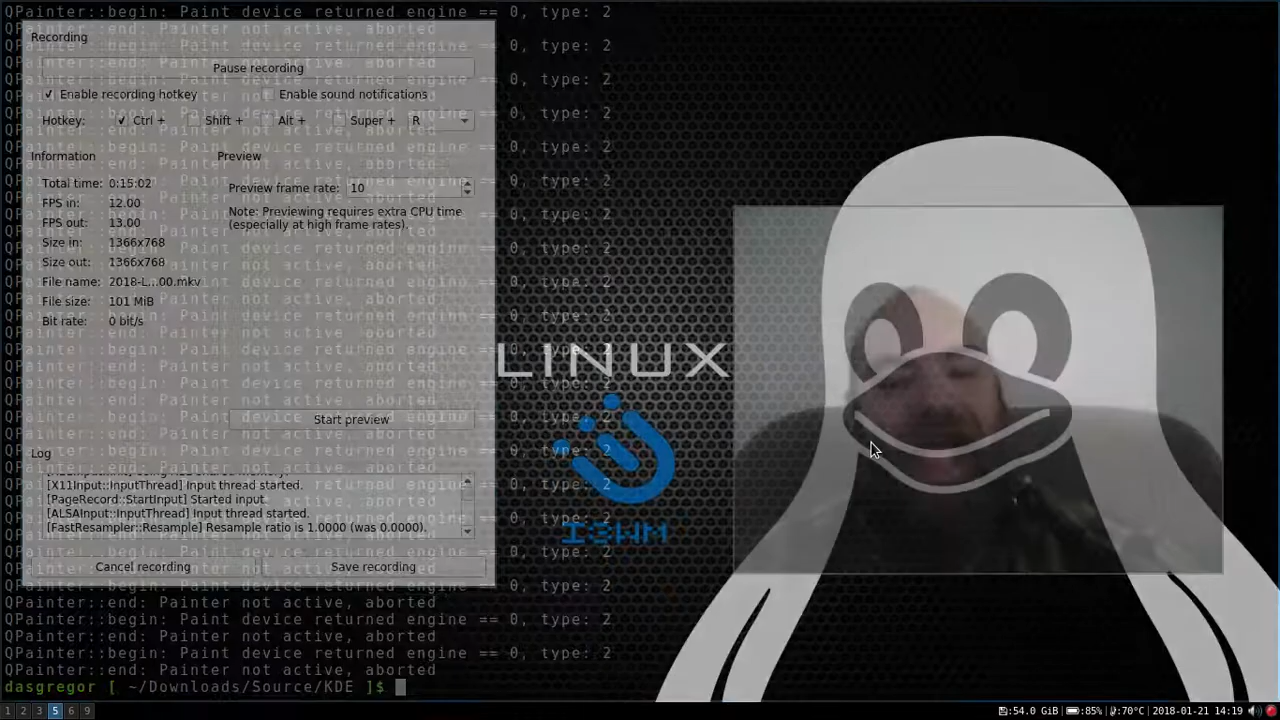 QPainter::begin: Paint device returned engine == 0, type: 2
Recording
Pause recording
Enable recording hotkey
Enable sound notifications
Hotkey: Ctrl + Shift + Alt + Super + R
Information
Preview
Total time: 0:15:02
Preview frame rate: 10
FPS in: 12.00
Note: Previewing requires extra CPU time
(especially at high frame rates).
FPS out: 13.00
Size in: 1366x768
Size out: 1366x768
File name: 2018-L...00.mkv
File size: 101 MiB
Bit rate: 0 bit/s
Start preview
Log
[X11Input::InputThread] Input thread started.
[PageRecord::StartInput] Started input.
[ALSAInput::InputThread] Input thread started.
[FastResampler::Resample] Resample ratio is 1.0000 (was 0.0000).
Cancel recording
Save recording
LINUX
I3WM
QPainter::end: Painter not active, aborted
QPainter::begin: Paint device returned engine == 0, type: 2
QPainter::end: Painter not active, aborted
QPainter::begin: Paint device returned engine == 0, type: 2
QPainter::end: Painter not active, aborted
dasgregor [ ~/Downloads/Source/KDE ]$
1 2 3 5 6 9
:54.0 GiB :85% :70°C 2018-01-21 14:19